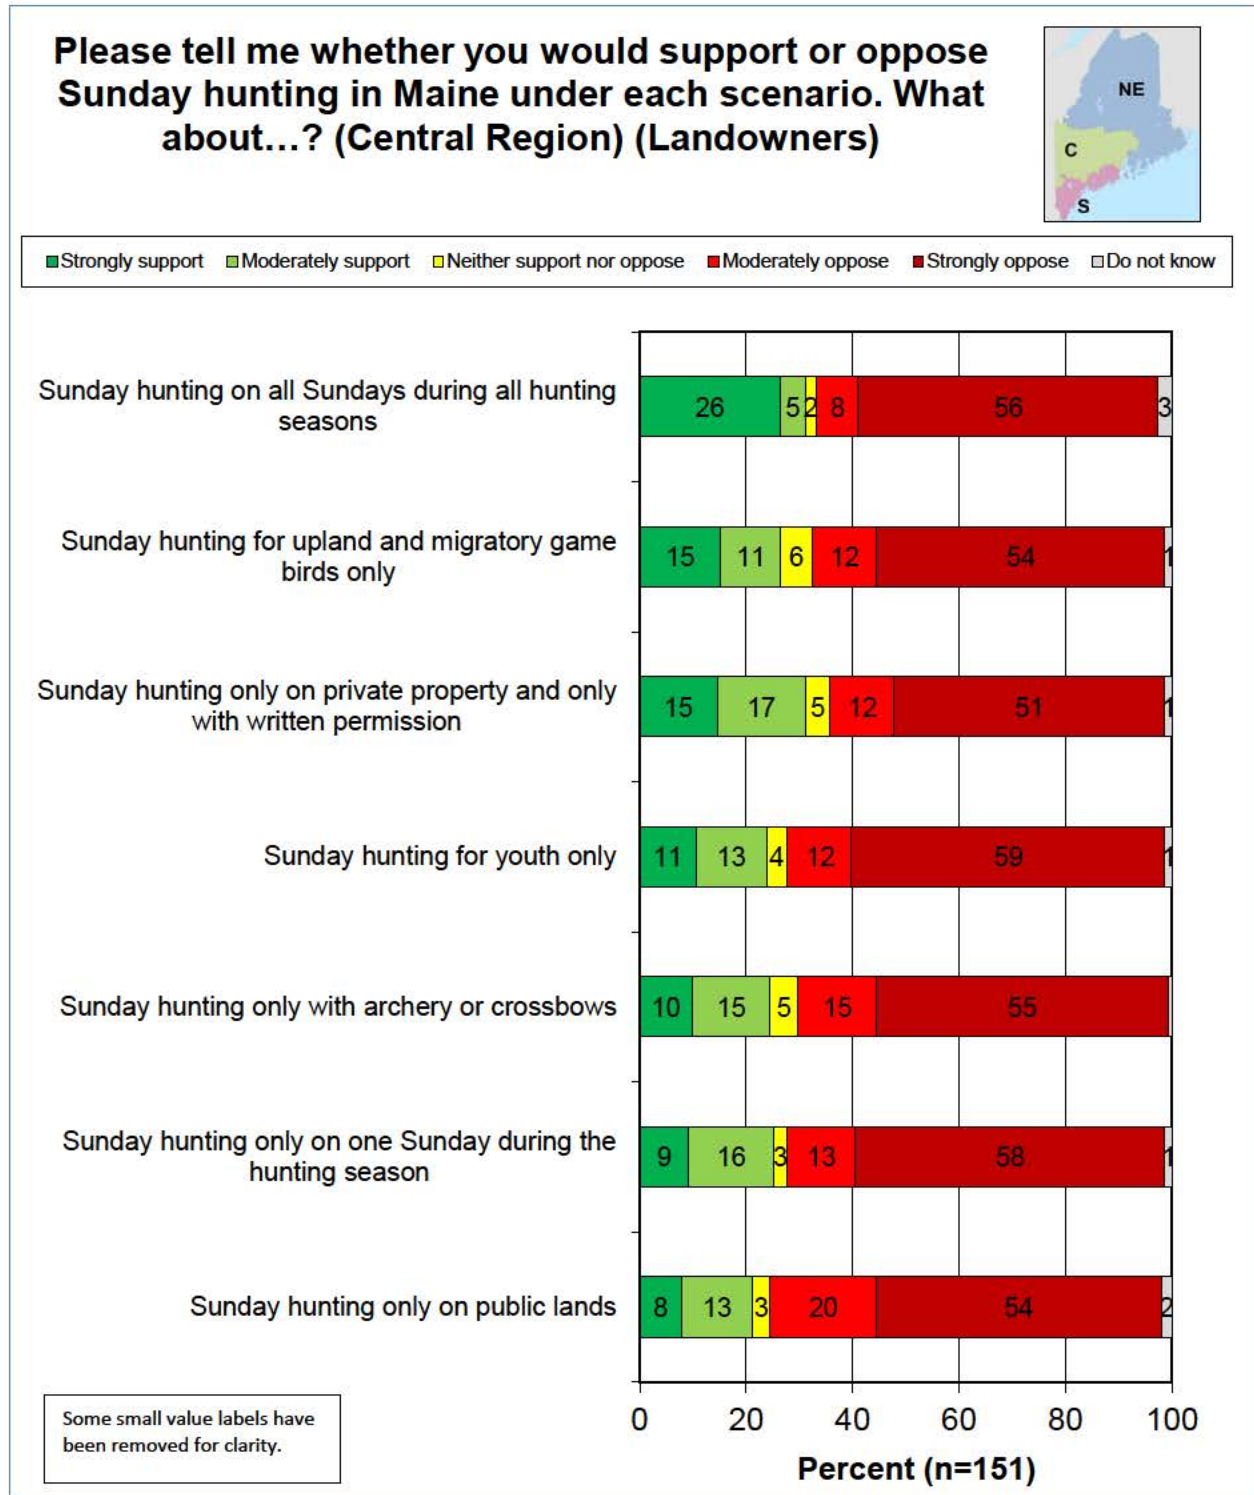 Please tell me whether you would support or oppose
Sunday hunting in Maine under each scenario. What
about…? (Central Region) (Landowners)
NE
C
S
Strongly support Moderately support Neither support nor oppose Moderately oppose Strongly oppose Do not know
Sunday hunting on all Sundays during all hunting
seasons
26 5 2 8 56 3
Sunday hunting for upland and migratory game
birds only
15 11 6 12 54 1
Sunday hunting only on private property and only
with written permission
15 17 5 12 51 1
Sunday hunting for youth only
11 13 4 12 59 1
Sunday hunting only with archery or crossbows
10 15 5 15 55
Sunday hunting only on one Sunday during the
hunting season
9 16 3 13 58 1
Sunday hunting only on public lands
8 13 3 20 54 2
Some small value labels have
been removed for clarity.
0 20 40 60 80 100
Percent (n=151)